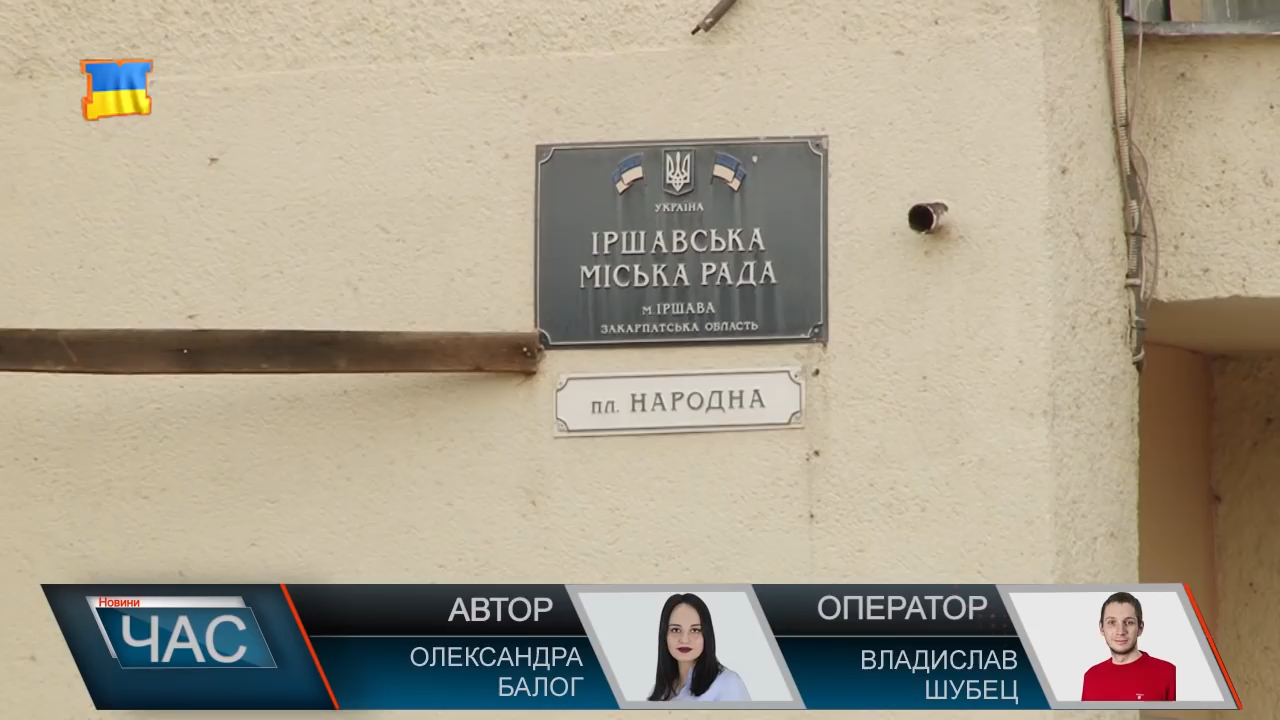 УКРАЇНА
ІРШАВСЬКА
МІСЬКА РАДА
м. ІРШАВА
ЗАКАРПАТСЬКА ОБЛАСТЬ
пл. НАРОДНА
Новини
ЧАС
АВТОР
ОЛЕКСАНДРА
БАЛОГ
ОПЕРАТОР
ВЛАДИСЛАВ
ШУБЕЦ